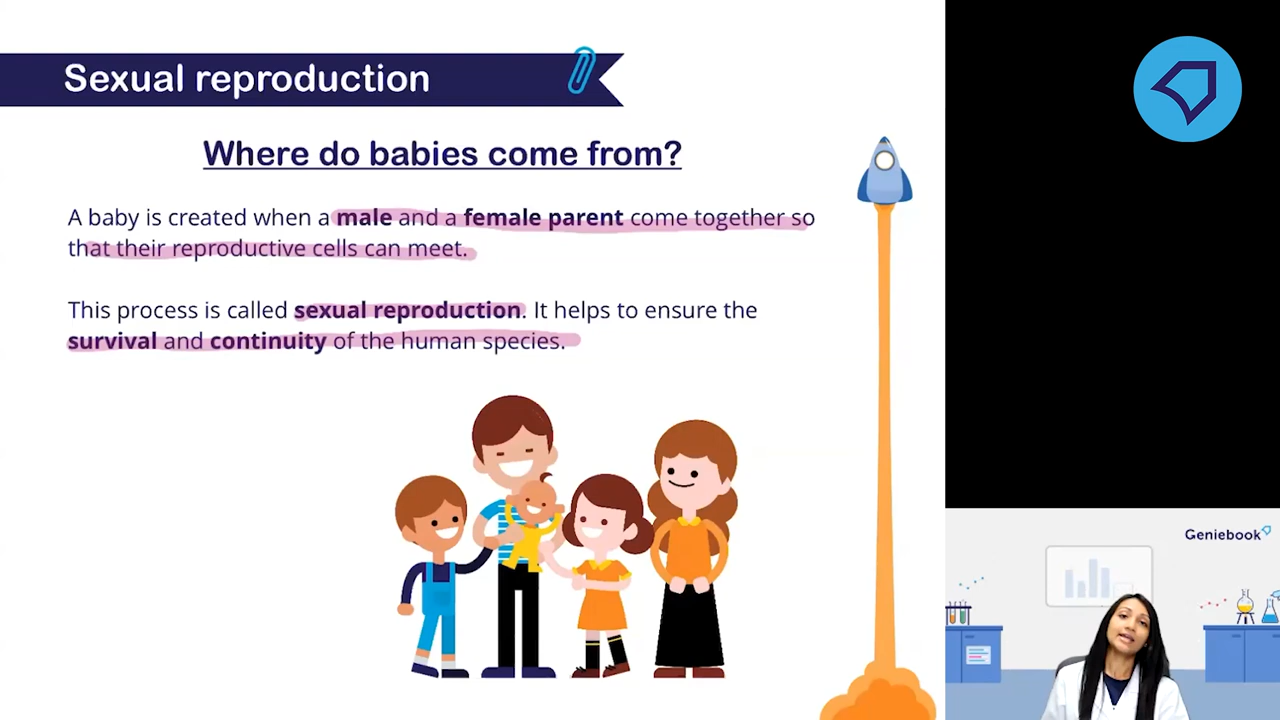 Sexual reproduction
Where do babies come from?
A baby is created when a male and a female parent come together so
that their reproductive cells can meet.
This process is called sexual reproduction. It helps to ensure the
survival and continuity of the human species.
Geniebook